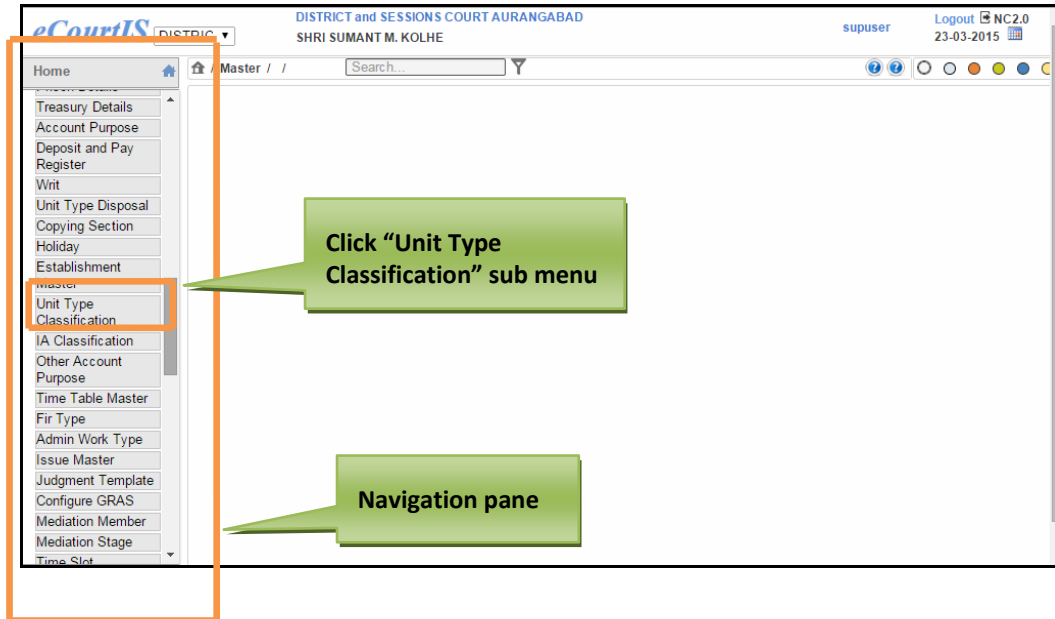 DISTRICT and SESSIONS COURT AURANGABAD
eCourtIS DISTRIC
SHRI SUMANT M. KOLHE
supuser
Logout NC2.0
23-03-2015
Home
/ Master / /
Search...
Prison Details
Treasury Details
Account Purpose
Deposit and Pay
Register
Writ
Unit Type Disposal
Copying Section
Holiday
Establishment
Master
Unit Type
Classification
IA Classification
Other Account
Purpose
Time Table Master
Fir Type
Admin Work Type
Issue Master
Judgment Template
Configure GRAS
Mediation Member
Mediation Stage
Time Slot
Click “Unit Type
Classification” sub menu
Navigation pane